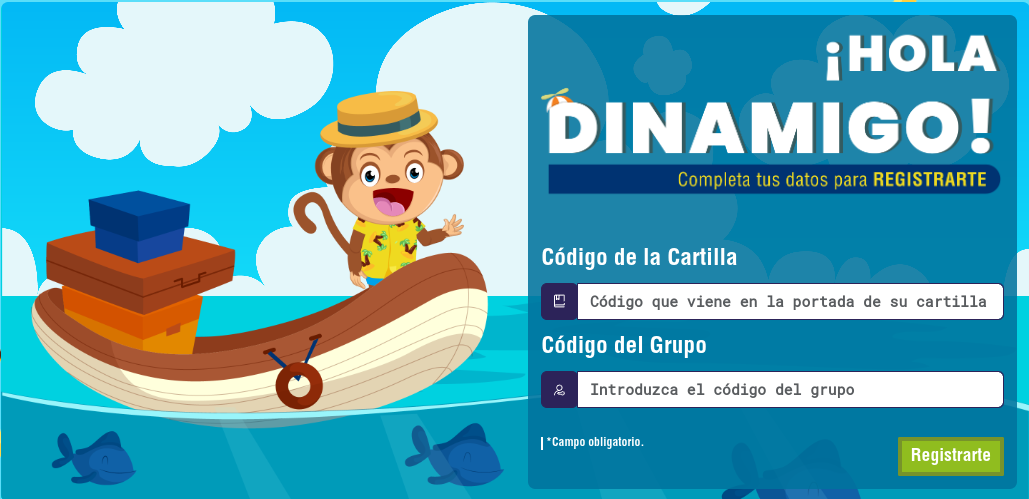 ¡HOLA
DINAMIGO!
Completa tus datos para REGISTRARTE
Código de la Cartilla
Código que viene en la portada de su cartilla
Código del Grupo
Introduzca el código del grupo
*Campo obligatorio.
Registrarte